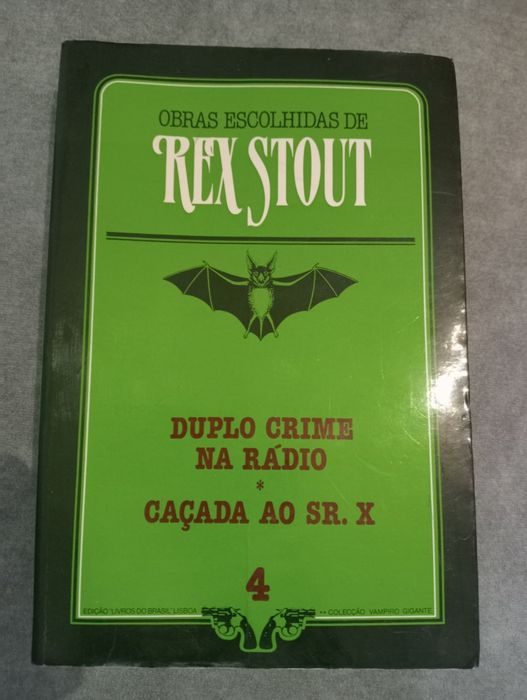 OBRAS ESCOLHIDAS DE
REX STOUT
DUPLO CRIME
NA RÁDIO
*
CAÇADA AO SR. X
4
EDIÇÃO "LIVROS DO BRASIL" LISBOA
** COLECÇÃO VAMPIRO GIGANTE